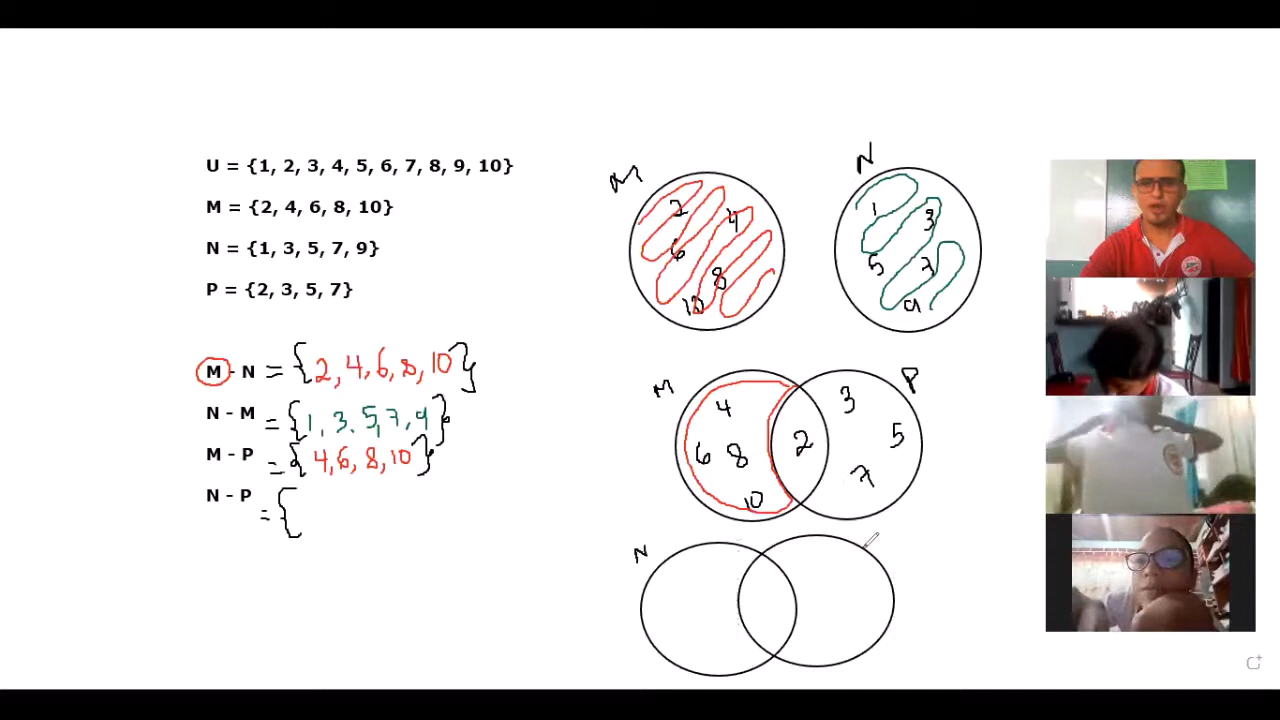 U = {1, 2, 3, 4, 5, 6, 7, 8, 9, 10}
M = {2, 4, 6, 8, 10}
N = {1, 3, 5, 7, 9}
P = {2, 3, 5, 7}
M - N = {2, 4, 6, 8, 10}
N - M = {1, 3, 5, 7, 9}
M - P = {4, 6, 8, 10}
N - P = {
M
2
4
6
8
10
N
1
3
5
7
9
M
P
4
6 8
10
2
3
5
7
N